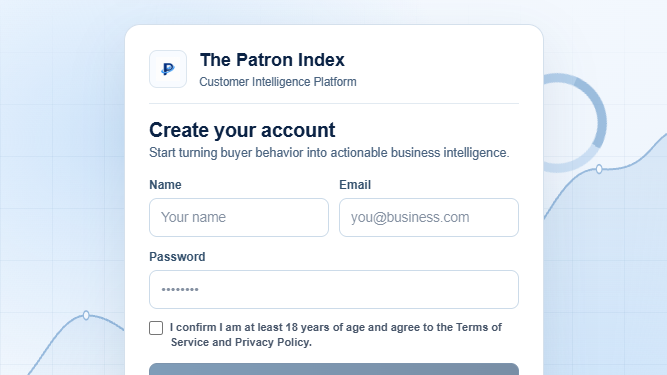 P
The Patron Index
Customer Intelligence Platform
Create your account
Start turning buyer behavior into actionable business intelligence.
Name Email
Your name you@business.com
Password
••••••••
I confirm I am at least 18 years of age and agree to the Terms of
Service and Privacy Policy.